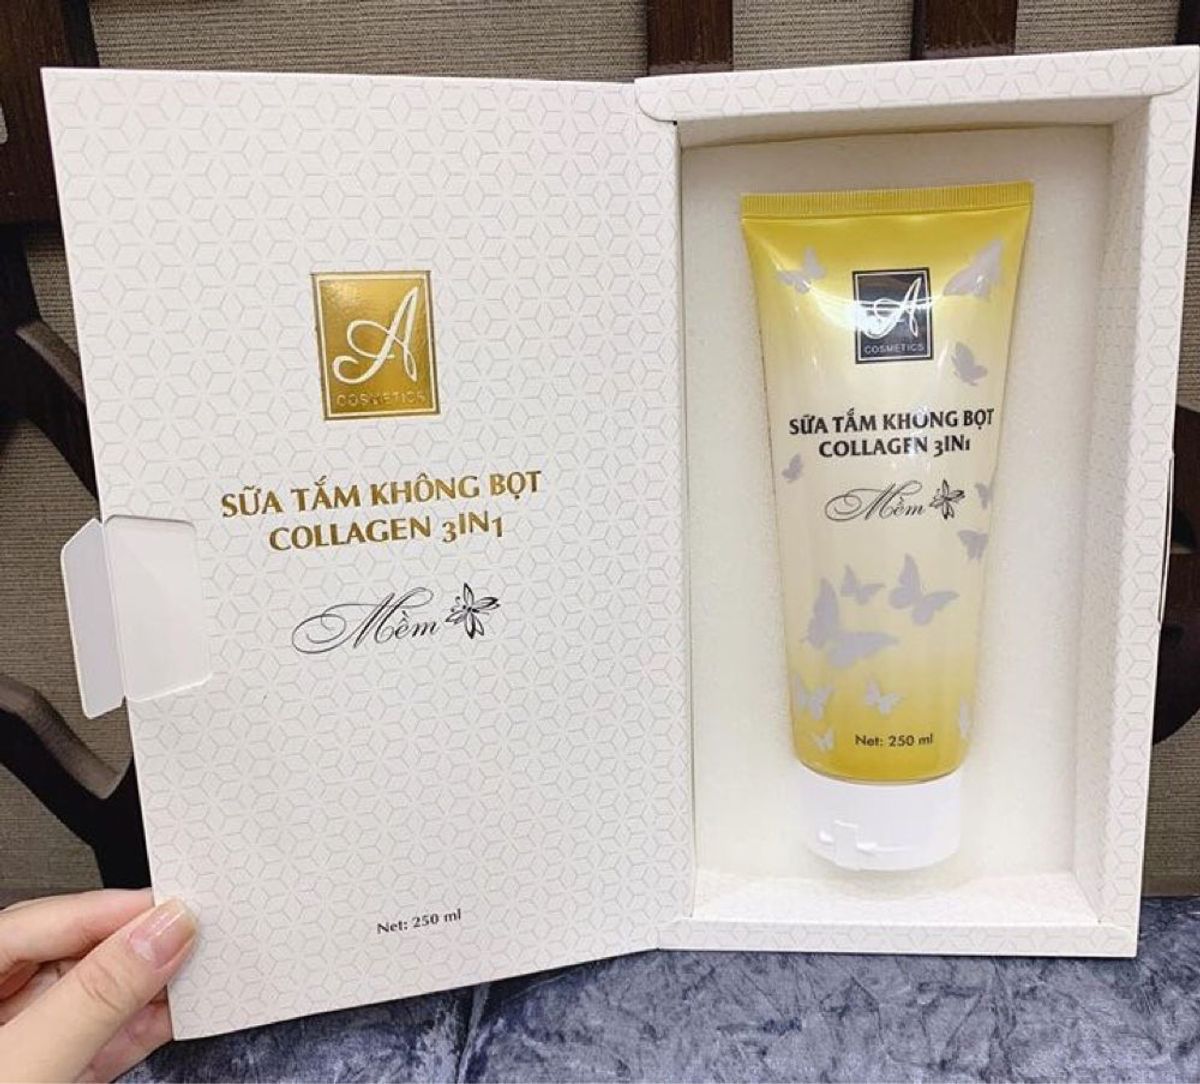 A
COSMETICS
SỮA TẮM KHÔNG BỌT
COLLAGEN 3IN1
Mềm
Net: 250 ml
A
COSMETICS
SỮA TẮM KHÔNG BỌT
COLLAGEN 3IN1
Mềm
Net: 250 ml